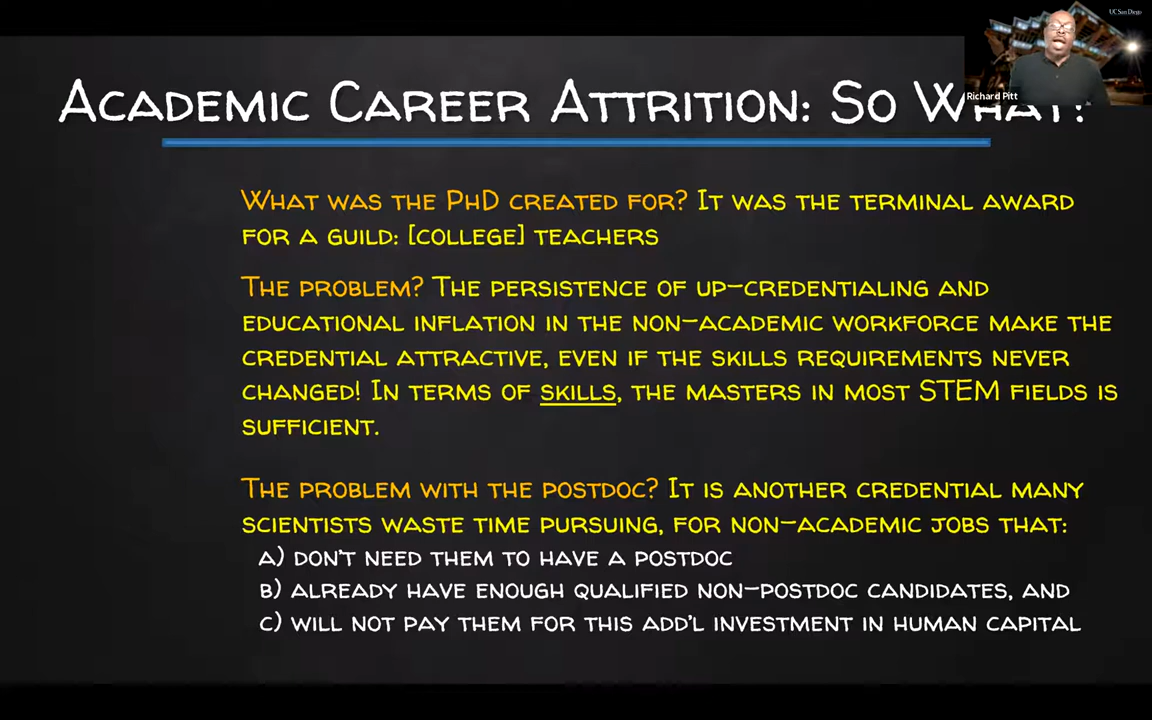 UC San Diego
Richard Pitt
Academic Career Attrition: So What?
What was the PhD created for? It was the terminal award
for a guild: [college] teachers
The problem? The persistence of up-credentialing and
educational inflation in the non-academic workforce make the
credential attractive, even if the skills requirements never
changed! In terms of skills, the masters in most STEM fields is
sufficient.
The problem with the postdoc? It is another credential many
scientists waste time pursuing, for non-academic jobs that:
a) don't need them to have a postdoc
b) already have enough qualified non-postdoc candidates, and
c) will not pay them for this add'l investment in human capital